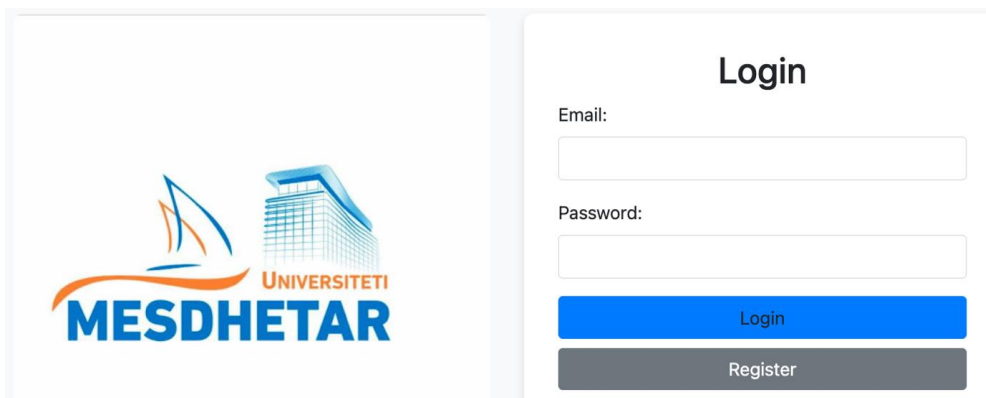 UNIVERSITETI
MESDHETAR
Login
Email:
Password:
Login
Register